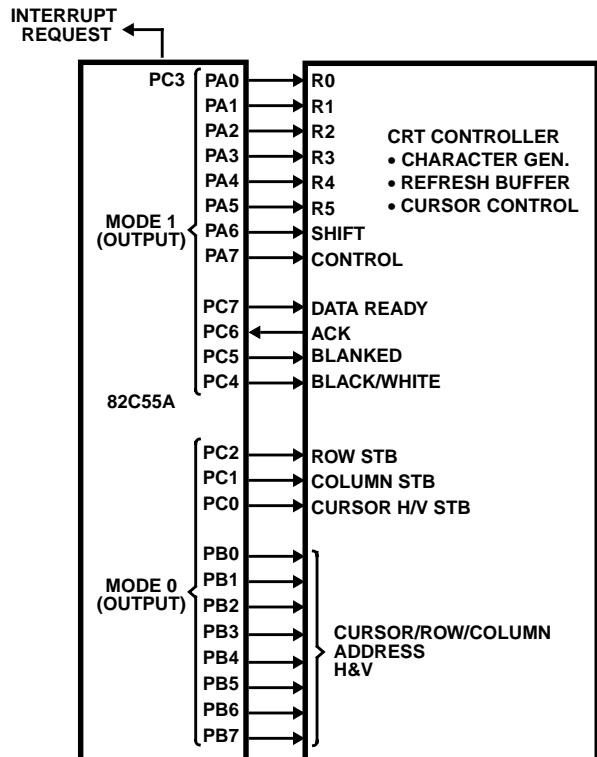 INTERRUPT
REQUEST
PC3 PA0 R0
PA1 R1
PA2 R2
CRT CONTROLLER
PA3 R3
• CHARACTER GEN.
PA4 R4
• REFRESH BUFFER
PA5 R5
• CURSOR CONTROL
MODE 1
(OUTPUT)
PA6 SHIFT
PA7 CONTROL
PC7 DATA READY
PC6 ACK
PC5 BLANKED
PC4 BLACK/WHITE
82C55A
PC2 ROW STB
PC1 COLUMN STB
PC0 CURSOR H/V STB
PB0
PB1
MODE 0
(OUTPUT)
PB2
PB3
PB4
PB5
PB6
PB7
CURSOR/ROW/COLUMN
ADDRESS
H&V